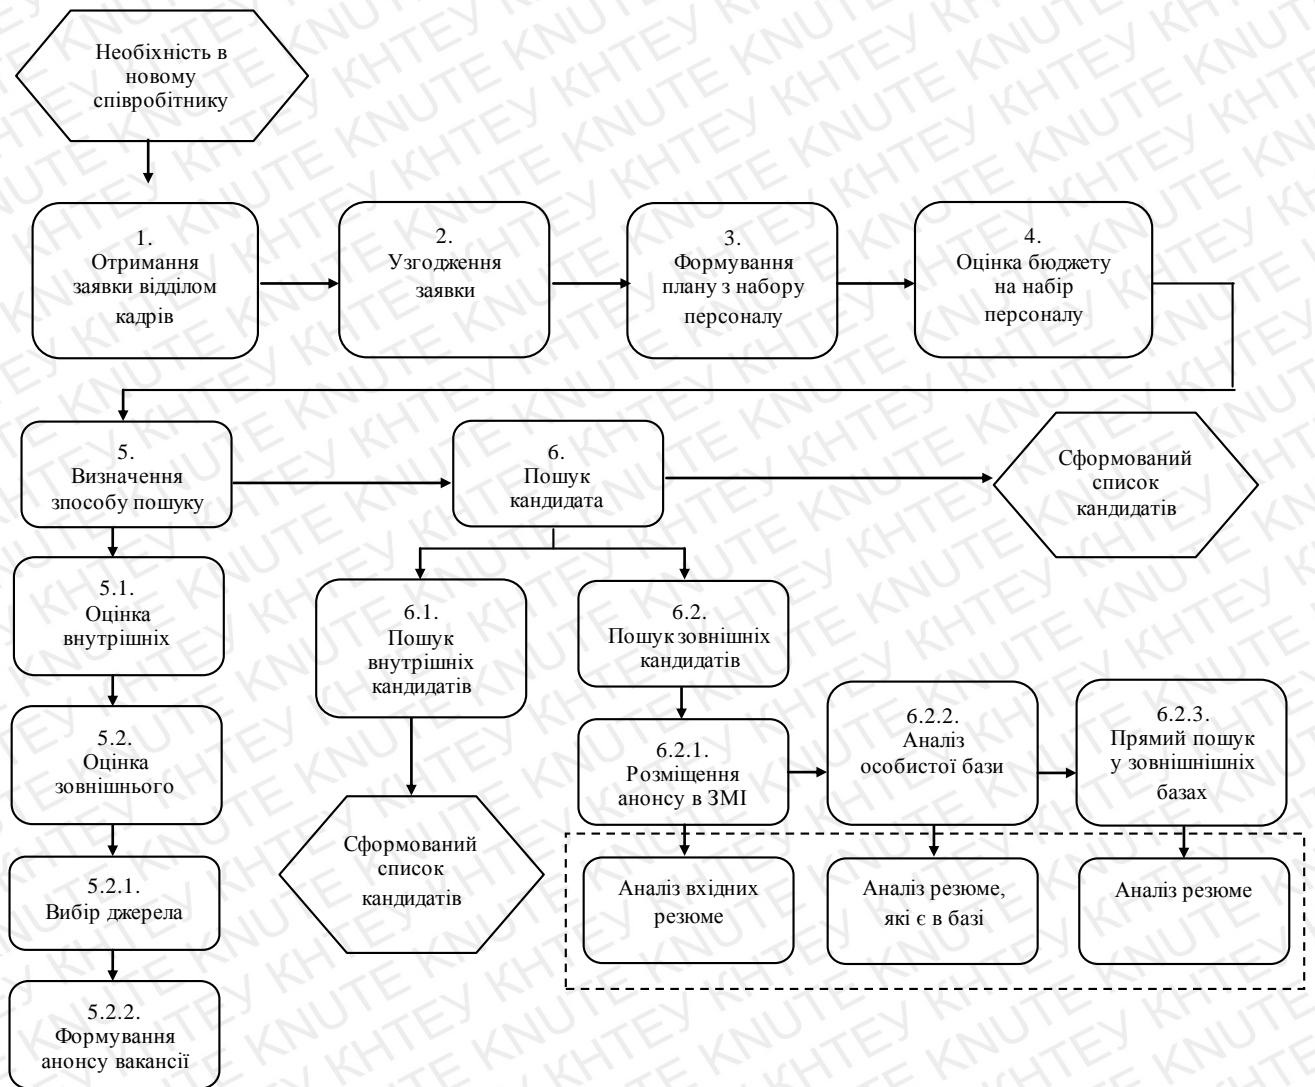 Необіхність в
новому
співробітнику
1.
Отримання
заявки відділом
кадрів
2.
Узгодження
заявки
3.
Формування
плану з набору
персоналу
4.
Оцінка бюджету
на набір
персоналу
5.
Визначення
зпособу пошуку
6.
Пошук
кандидата
Сформований
список
кандидатів
5.1.
Оцінка
внутрішніх
6.1.
Пошук
внутрішніх
кандидатів
6.2.
Пошук зовнішніх
кандидатів
5.2.
Оцінка
зовнішнього
6.2.1.
Розміщення
анонсу в ЗМІ
6.2.2.
Аналіз
особистої бази
6.2.3.
Прямий пошук
у зовнішнішніх
базах
Сформований
список
кандидатів
5.2.1.
Вибір джерела
Аналіз вхідних
резюме
Аналіз резюме,
які є в базі
Аналіз резюме
5.2.2.
Формування
анонсу вакансії